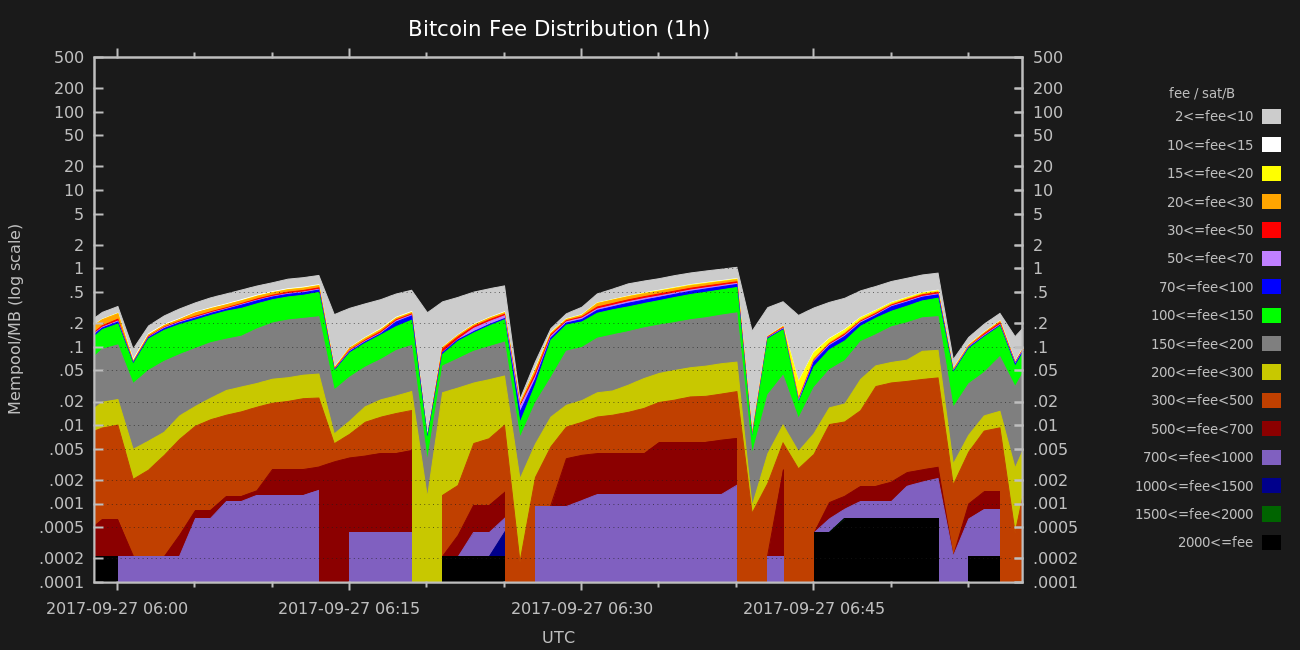 Bitcoin Fee Distribution (1h)
Mempool/MB (log scale)
500
200
100
50
20
10
5
2
1
.5
.2
.1
.05
.02
.01
.005
.002
.001
.0005
.0002
.0001
500
200
100
50
20
10
5
2
1
.5
.2
.1
.05
.02
.01
.005
.002
.001
.0005
.0002
.0001
2017-09-27 06:00
2017-09-27 06:15
2017-09-27 06:30
2017-09-27 06:45
UTC
fee / sat/B
2<=fee<10
10<=fee<15
15<=fee<20
20<=fee<30
30<=fee<50
50<=fee<70
70<=fee<100
100<=fee<150
150<=fee<200
200<=fee<300
300<=fee<500
500<=fee<700
700<=fee<1000
1000<=fee<1500
1500<=fee<2000
2000<=fee